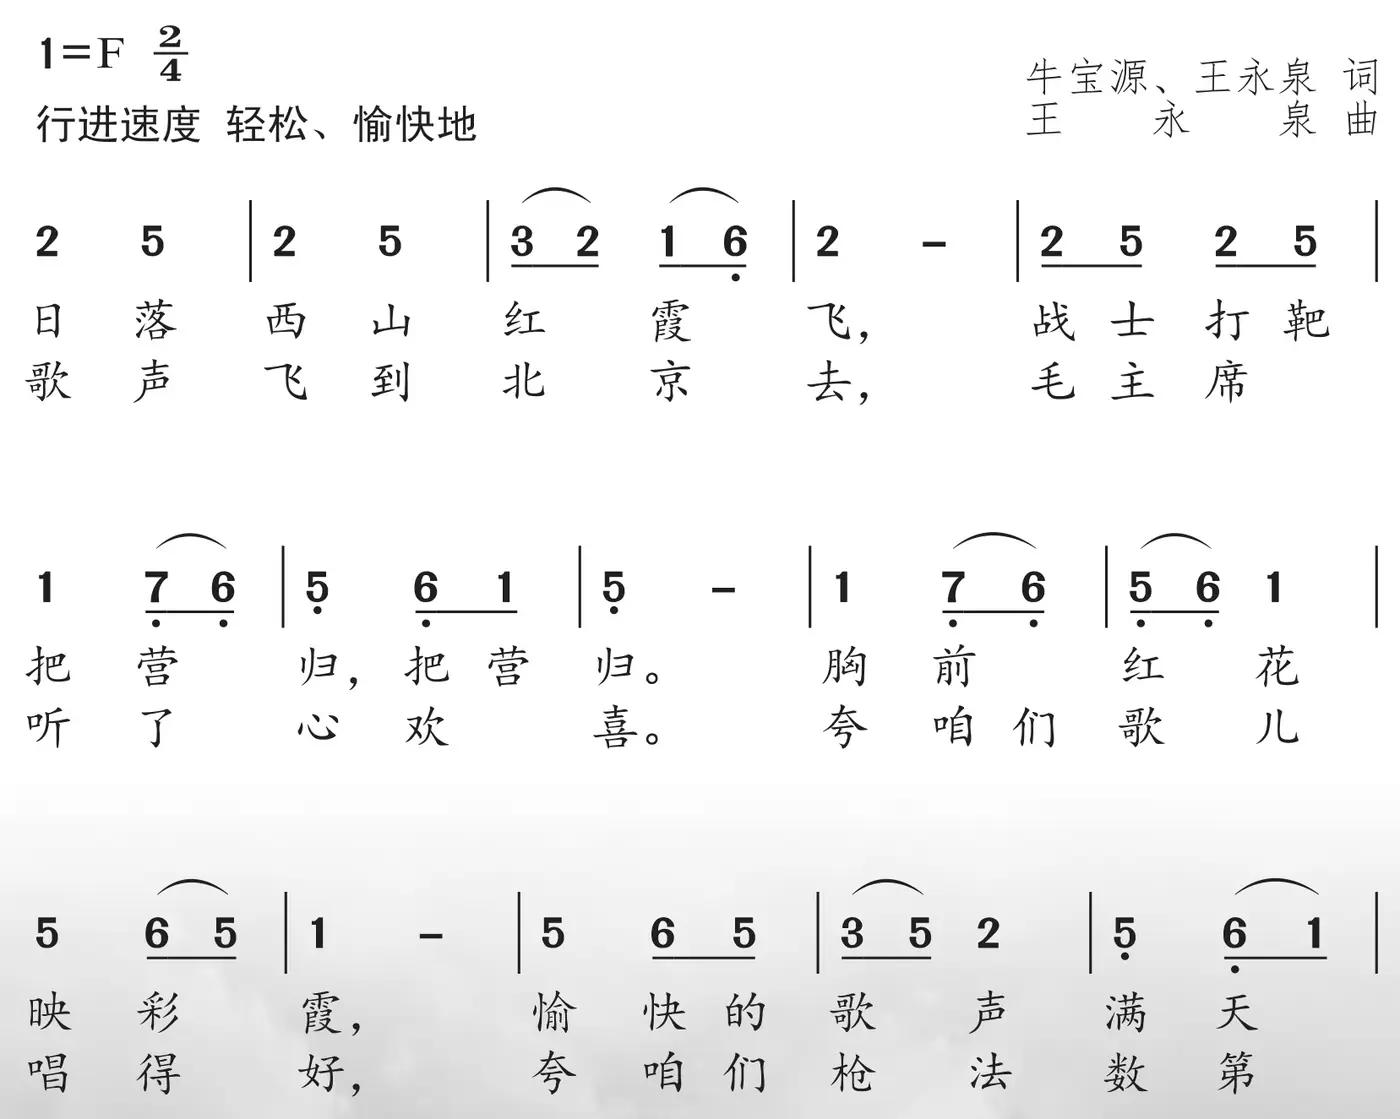 1=F 2/4
牛宝源、王永泉 词
行进速度 轻松、愉快地
王永泉 曲
2 5 | 2 5 | 3 2 1 6 | 2 – | 2 5 2 5 |
日 落 西 山 红 霞 飞， 战 士 打 靶
歌 声 飞 到 北 京 去， 毛 主 席
1 7 6 | 5 6 1 | 5 – | 1 7 6 | 5 6 1 |
把 营 归，把 营 归。 胸 前 红 花
听 了 心 欢 喜。 夸 咱 们 歌 儿
5 6 5 | 1 – | 5 6 5 | 3 5 2 | 5 6 1 |
映 彩 霞， 愉 快 的 歌 声 满 天
唱 得 好， 夸 咱 们 枪 法 数 第